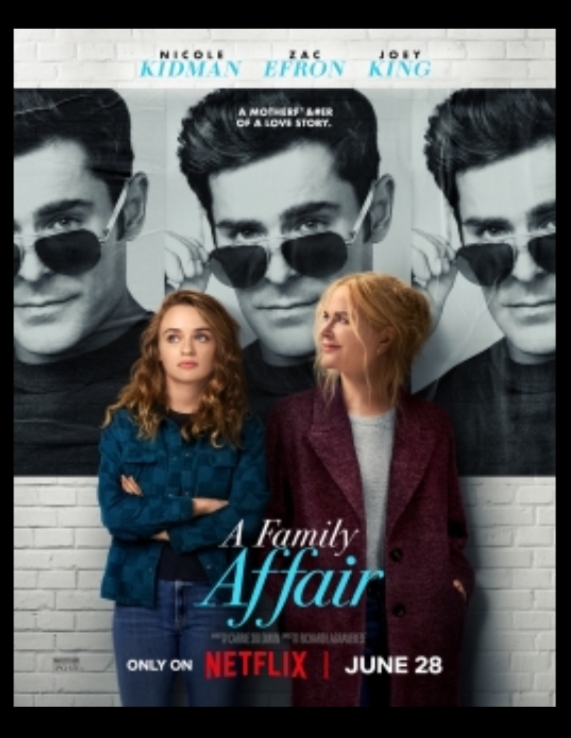 NICOLE ZAC JOEY
KIDMAN EFRON KING
A MOTHERF*&#ER
OF A LOVE STORY.
A Family
Affair
ONLY ON NETFLIX | JUNE 28